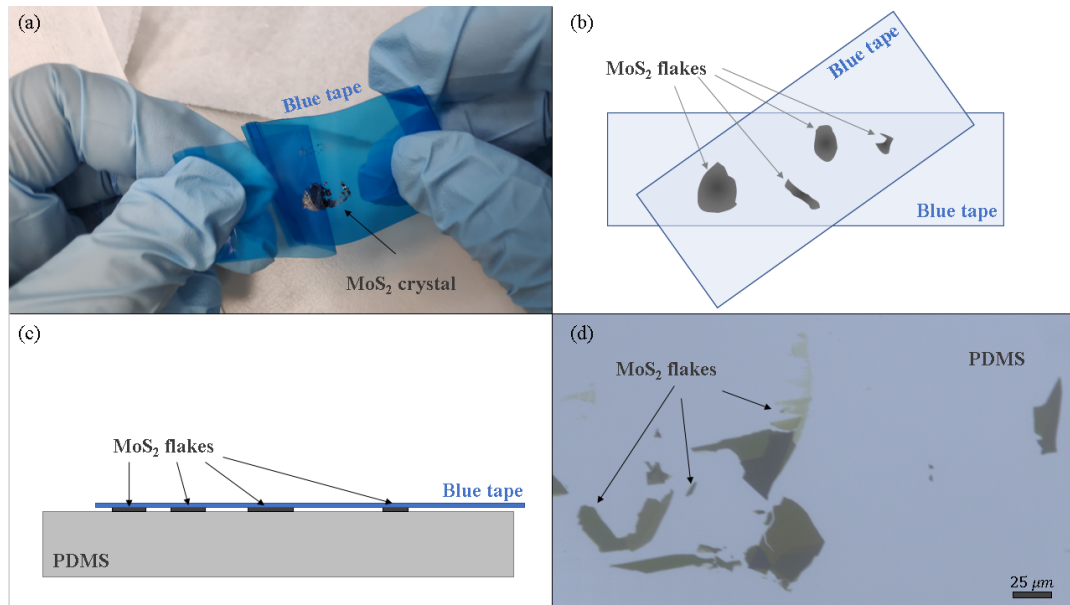 (a)
Blue tape
MoS₂ crystal
(b)
MoS₂ flakes
Blue tape
Blue tape
(c)
MoS₂ flakes
Blue tape
PDMS
(d)
MoS₂ flakes
PDMS
25 μm